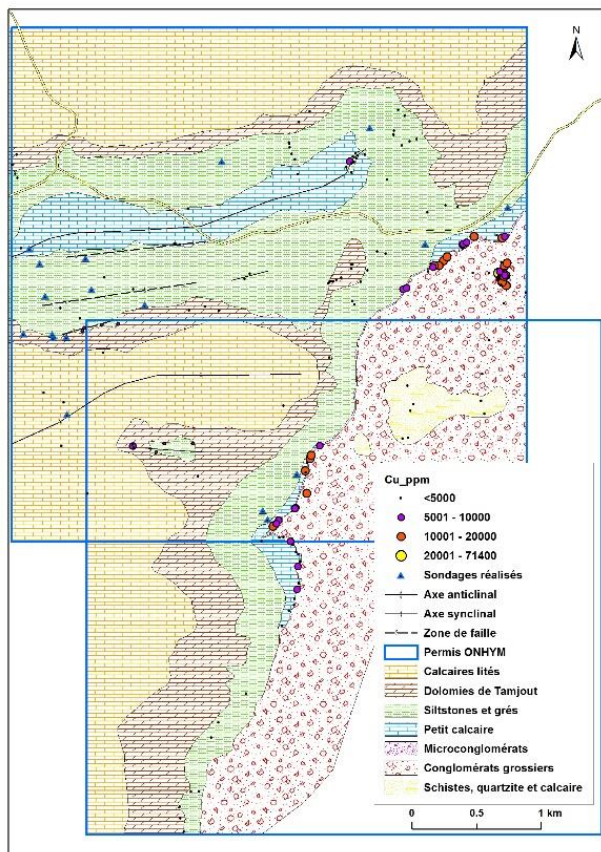 N
Cu_ppm
<5000
5001 - 10000
10001 - 20000
20001 - 71400
Sondages réalisés
Axe anticlinal
Axe synclinal
Zone de faille
Permis ONHYM
Calcaires lités
Dolomies de Tamjout
Siltstones et grés
Petit calcaire
Microconglomérats
Conglomérats grossiers
Schistes, quartzite et calcaire
0 0.5 1 km